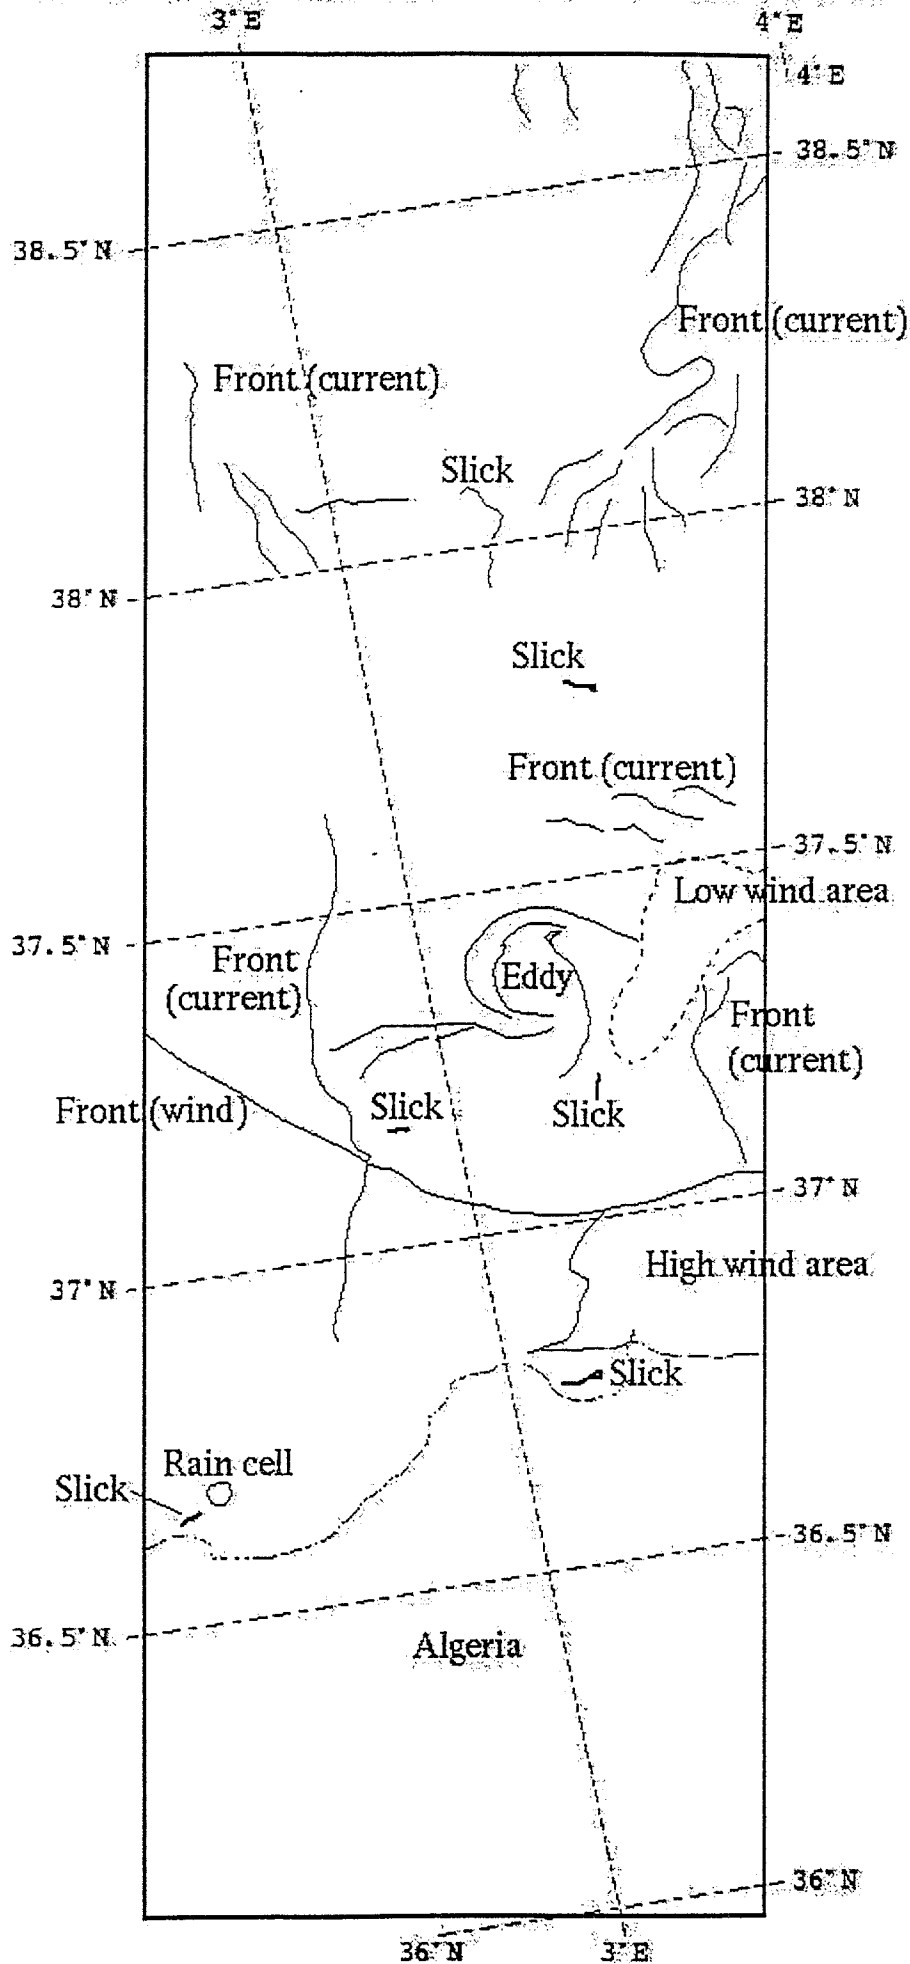 3°E
4°E
4°E
38.5°N
38.5°N
Front (current)
Front (current)
Slick
38°N
38°N
Slick
Front (current)
37.5°N
Low wind area
37.5°N
Front
(current)
Eddy
Front
(current)
Front (wind)
Slick
Slick
37°N
High wind area
37°N
Slick
Rain cell
Slick
36.5°N
36.5°N
Algeria
36°N
36°N
3°E